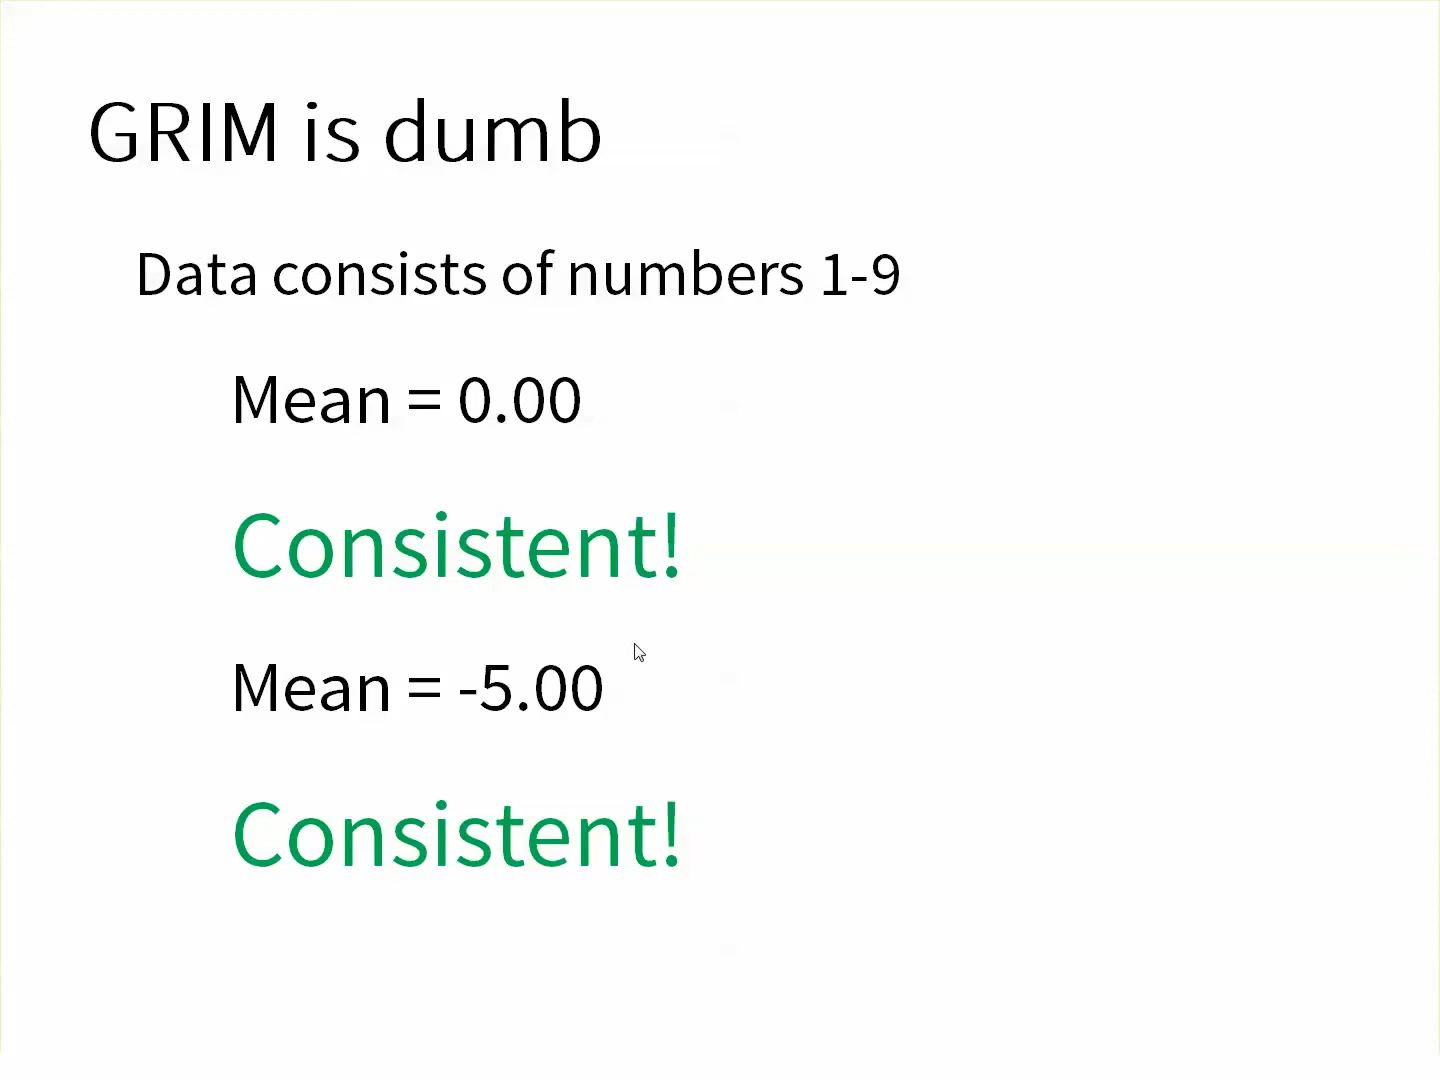 GRIM is dumb
Data consists of numbers 1-9
Mean = 0.00
Consistent!
Mean = -5.00
Consistent!